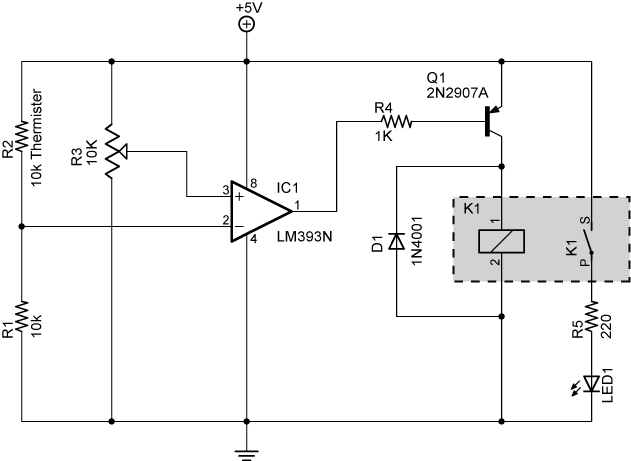 +5V
Q1
2N2907A
R4
1K
R2
10k Thermister
R3
10K
3
8
IC1
+
1
2
−
4
LM393N
K1
1
2
S
K1
P
D1
1N4001
R1
10k
R5
220
LED1